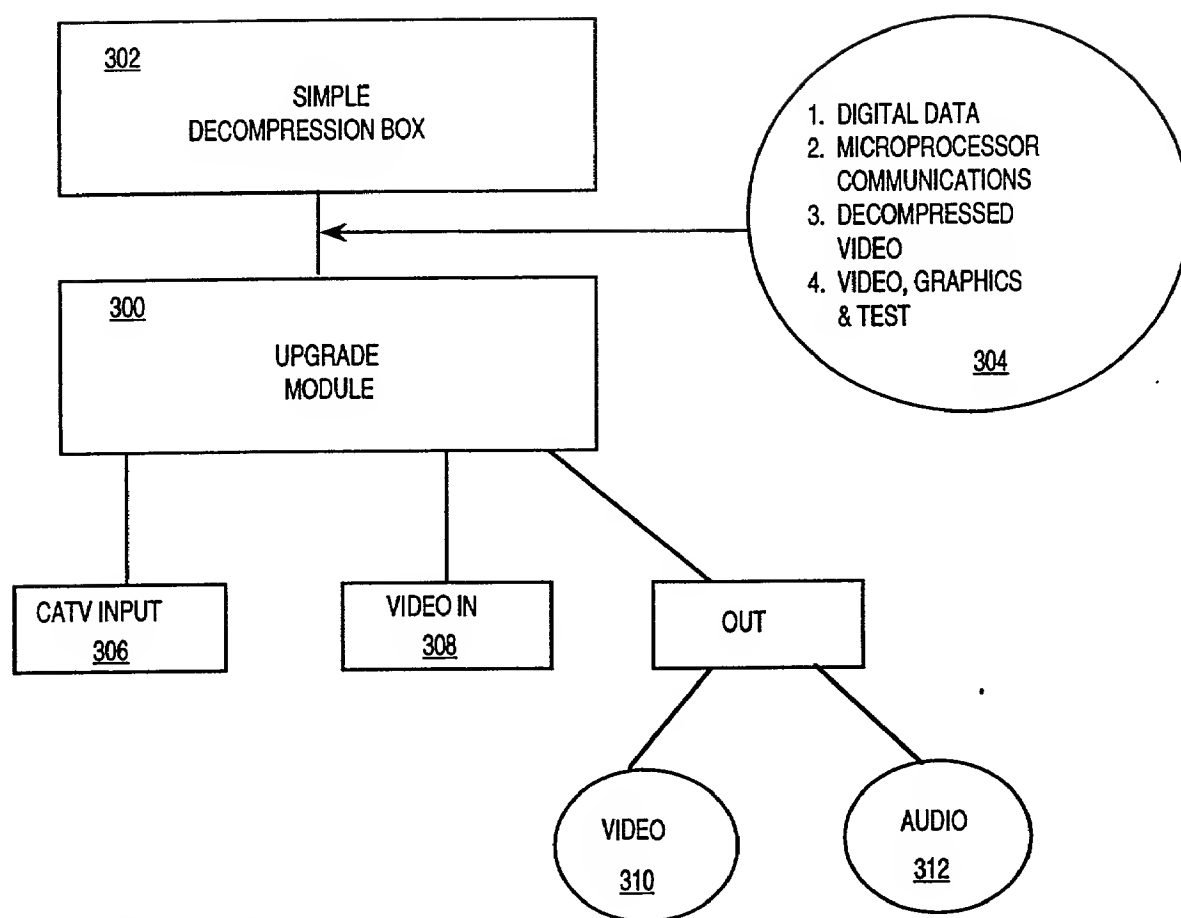 302
SIMPLE
DECOMPRESSION BOX
1. DIGITAL DATA
2. MICROPROCESSOR
COMMUNICATIONS
3. DECOMPRESSED
VIDEO
4. VIDEO, GRAPHICS
& TEST
304
300
UPGRADE
MODULE
CATV INPUT
306
VIDEO IN
308
OUT
VIDEO
310
AUDIO
312